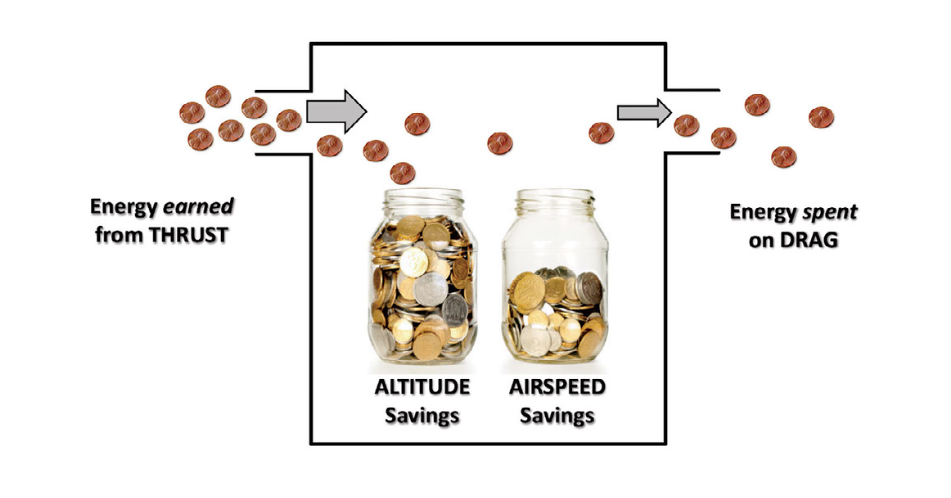 Energy earned
from THRUST
ALTITUDE
Savings
AIRSPEED
Savings
Energy spent
on DRAG